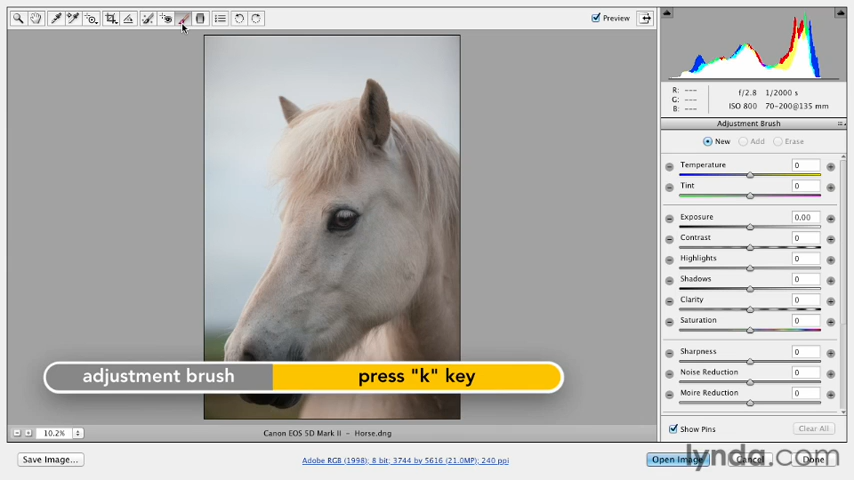 Preview
R: ---
G: ---
B: ---
f/2.8 1/2000 s
ISO 800 70-200@135 mm
Adjustment Brush
New Add Erase
Temperature 0
Tint 0
Exposure 0.00
Contrast 0
Highlights 0
Shadows 0
Clarity 0
Saturation 0
Sharpness 0
Noise Reduction 0
Moire Reduction 0
Show Pins Clear All
adjustment brush press "k" key
10.2% Canon EOS 5D Mark II - Horse.dng
Save Image... Adobe RGB (1998); 8 bit; 3744 by 5616 (21.0MP); 240 ppi Open Image Cancel Done
lynda.com